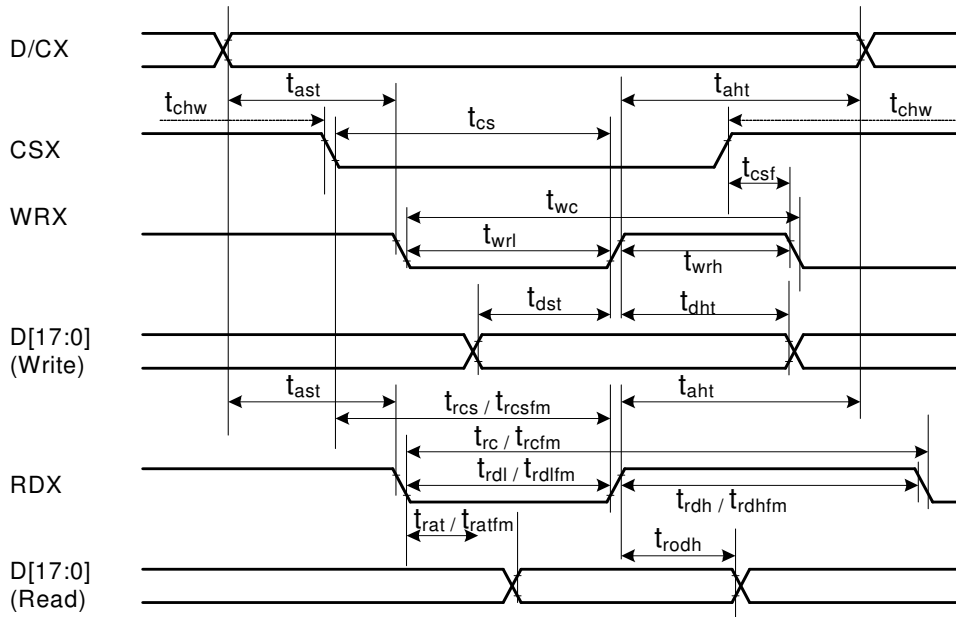 D/CX
t_ast
t_aht
t_chw
t_chw
t_cs
CSX
t_csf
WRX
t_wc
t_wrl
t_wrh
t_dst
t_dht
D[17:0]
(Write)
t_ast
t_aht
t_rcs / t_rcsfm
t_rc / t_rcfm
RDX
t_rdl / t_rdlfm
t_rdh / t_rdhfm
t_rat / t_ratfm
t_rodh
D[17:0]
(Read)